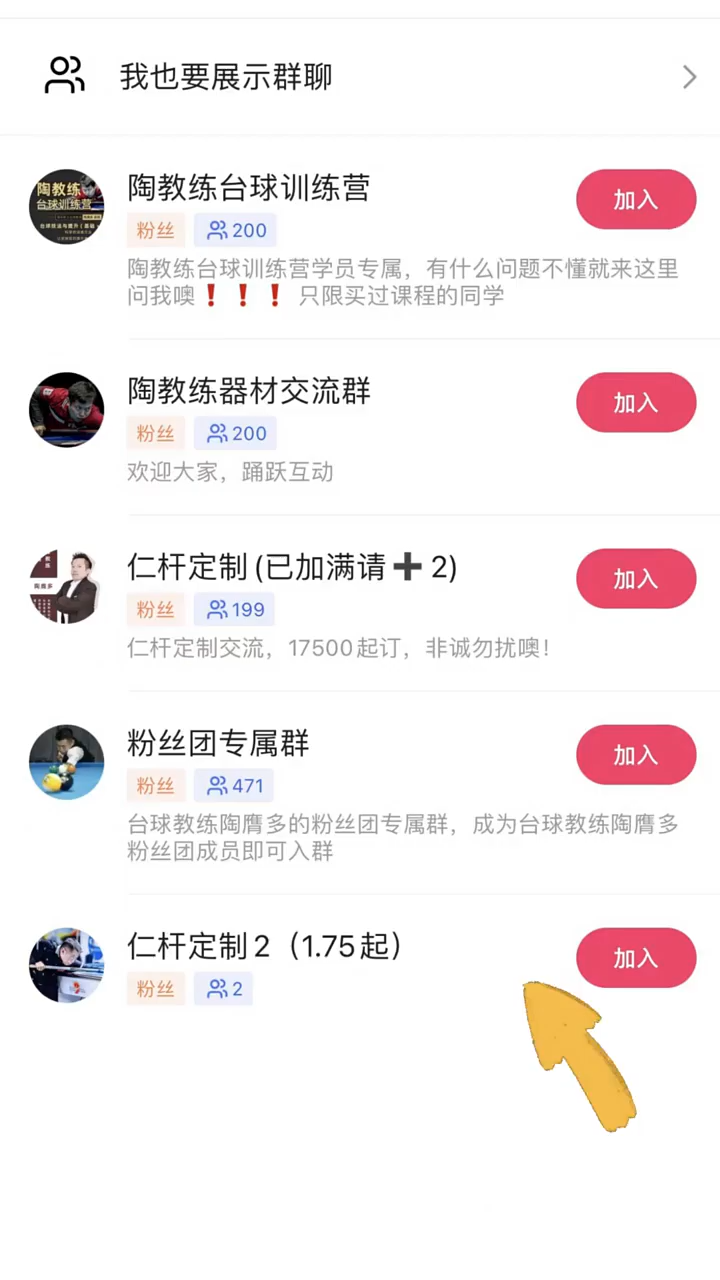 我也要展示群聊
陶教练
台球训练营
陶教练台球训练营
加入
粉丝
200
陶教练台球训练营学员专属，有什么问题不懂就来这里
问我噢❗❗❗ 只限买过课程的同学
陶教练器材交流群
加入
粉丝
200
欢迎大家，踊跃互动
仁杆定制(已加满请➕2)
加入
粉丝
199
仁杆定制交流，17500起订，非诚勿扰噢！
粉丝团专属群
加入
粉丝
471
台球教练陶膺多的粉丝团专属群，成为台球教练陶膺多
粉丝团成员即可入群
仁杆定制2（1.75起）
加入
粉丝
2